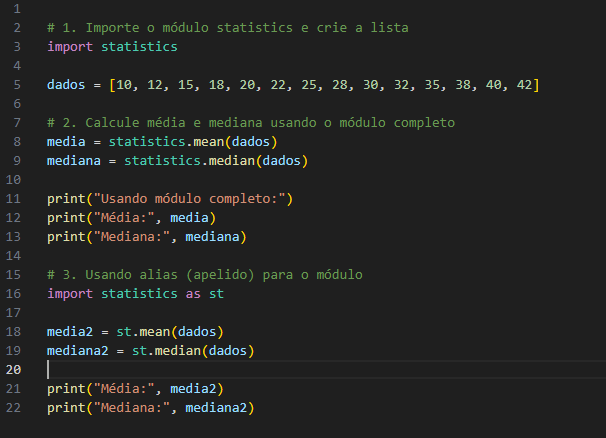 1
2 # 1. Importe o módulo statistics e crie a lista
3 import statistics
4
5 dados = [10, 12, 15, 18, 20, 22, 25, 28, 30, 32, 35, 38, 40, 42]
6
7 # 2. Calcule média e mediana usando o módulo completo
8 media = statistics.mean(dados)
9 mediana = statistics.median(dados)
10
11 print("Usando módulo completo:")
12 print("Média:", media)
13 print("Mediana:", mediana)
14
15 # 3. Usando alias (apelido) para o módulo
16 import statistics as st
17
18 media2 = st.mean(dados)
19 mediana2 = st.median(dados)
20
21 print("Média:", media2)
22 print("Mediana:", mediana2)